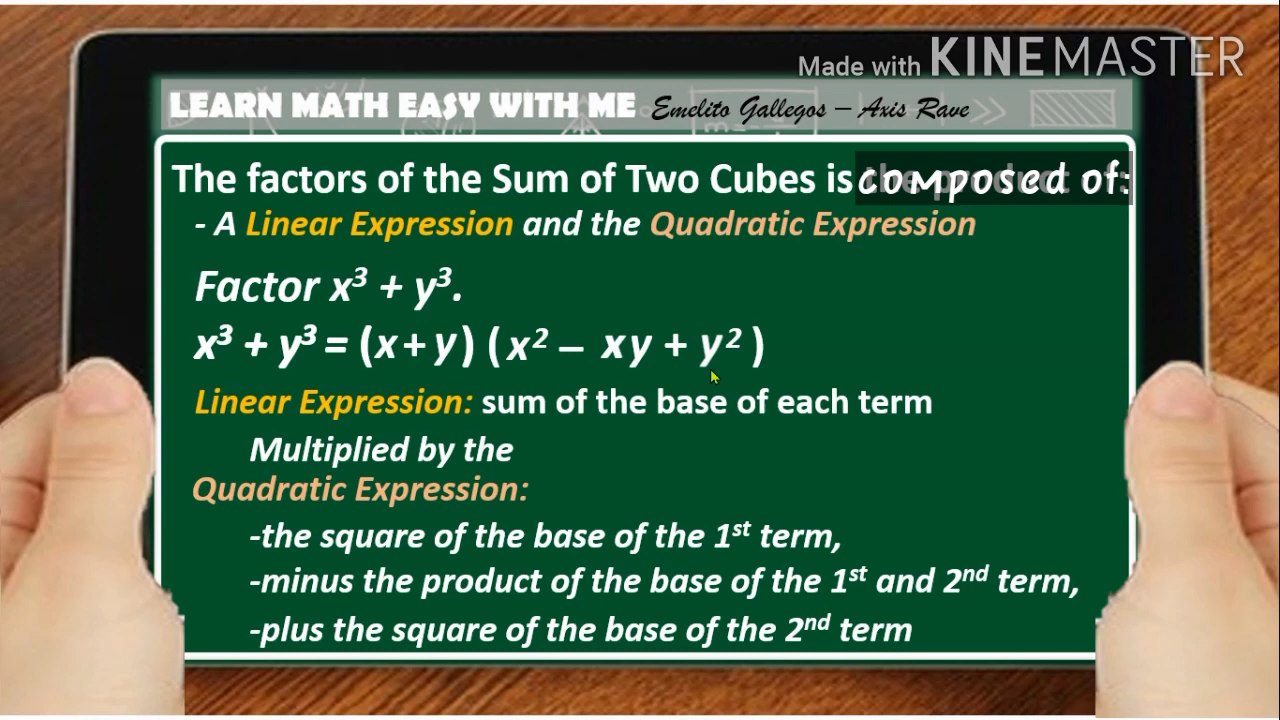 Made with KINEMASTER
LEARN MATH EASY WITH ME Emelito Gallegos – Axis Rave
The factors of the Sum of Two Cubes is composed of:
- A Linear Expression and the Quadratic Expression
Factor x³ + y³.
x³ + y³ = (x + y) ( x² – xy + y² )
Linear Expression: sum of the base of each term
Multiplied by the
Quadratic Expression:
-the square of the base of the 1st term,
-minus the product of the base of the 1st and 2nd term,
-plus the square of the base of the 2nd term